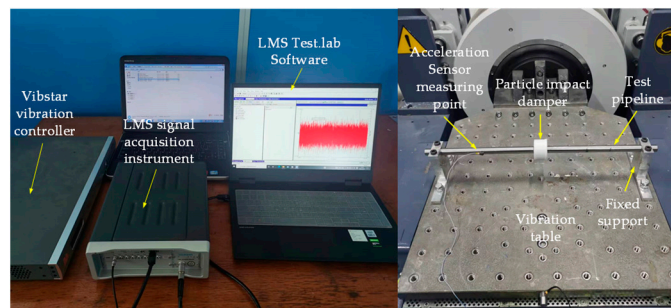 LMS Test.lab
Software
Vibstar
vibration
controller
LMS signal
acquisition
instrument
Acceleration
Sensor
measuring
point
Particle impact
damper
Test
pipeline
Fixed
support
Vibration
table